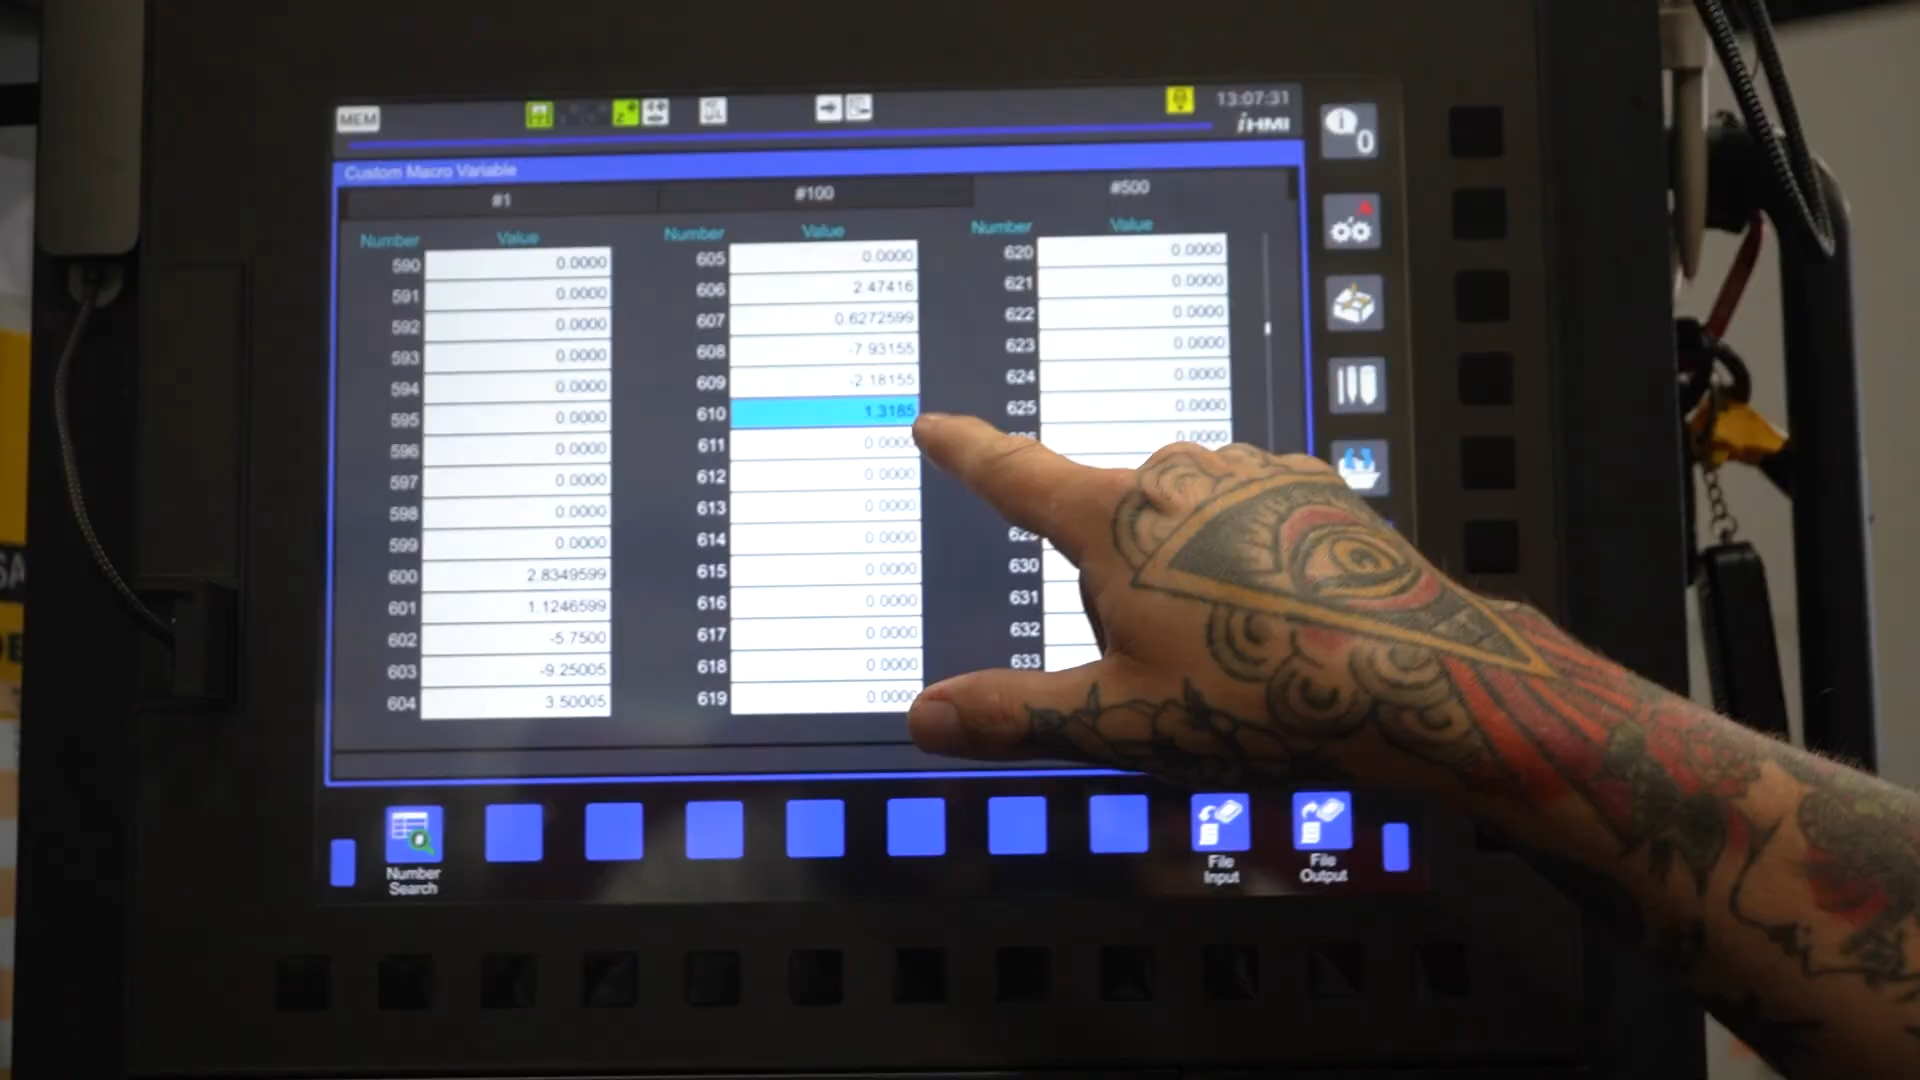 MEM
13:07:31
iHMI
0
Custom Macro Variable
#1 #100 #500
Number Value Number Value Number Value
590 0.0000 605 0.0000 620 0.0000
591 0.0000 606 2.47416 621 0.0000
592 0.0000 607 0.6272599 622 0.0000
593 0.0000 608 -7.93155 623 0.0000
594 0.0000 609 -2.18155 624 0.0000
595 0.0000 610 1.3185 625 0.0000
596 0.0000 611 0.0000 0.0000
597 0.0000 612 0.0000
598 0.0000 613 0.0000
599 0.0000 614 0.0000
600 2.8349599 615 0.0000 630
601 1.1246599 616 0.0000 631
602 -5.7500 617 0.0000 632
603 -9.25005 618 0.0000 633
604 3.50005 619 0.0000
Number
Search
File
Input
File
Output